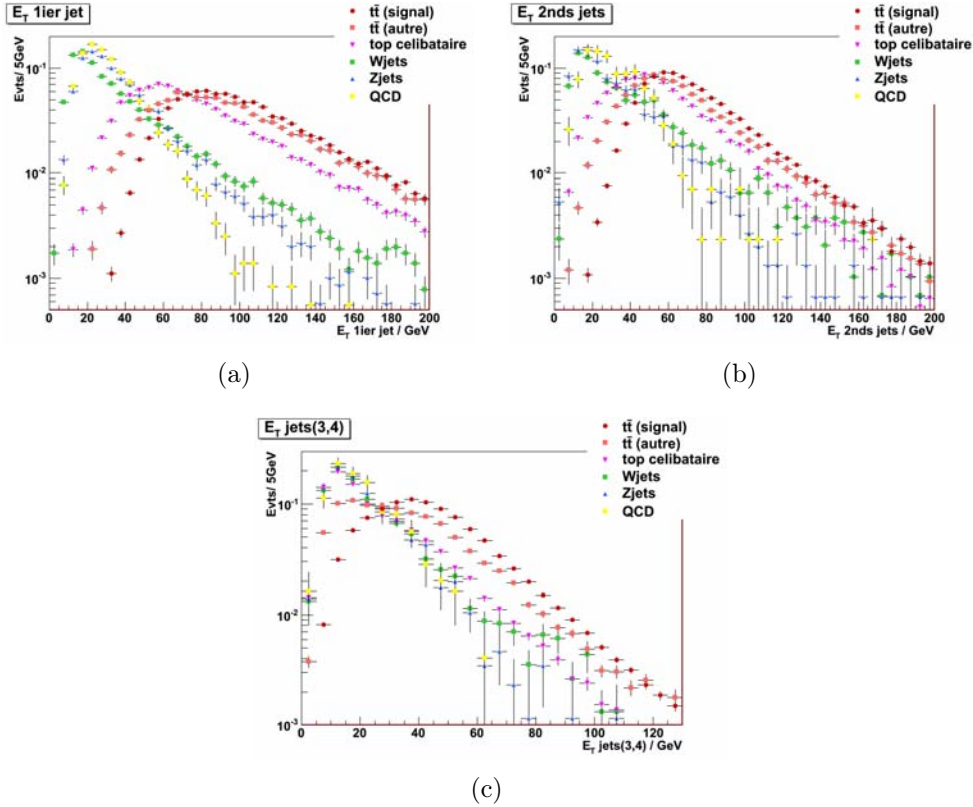 E_T 1ier jet
Evts/ 5GeV
10^-1
10^-2
10^-3
0 20 40 60 80 100 120 140 160 180 200
E_T 1ier jet / GeV
tt̄ (signal)
tt̄ (autre)
top celibataire
Wjets
Zjets
QCD
(a)
E_T 2nds jets
Evts/ 5GeV
10^-1
10^-2
10^-3
0 20 40 60 80 100 120 140 160 180 200
E_T 2nds jets / GeV
tt̄ (signal)
tt̄ (autre)
top celibataire
Wjets
Zjets
QCD
(b)
E_T jets(3,4)
Evts/ 5GeV
10^-1
10^-2
10^-3
0 20 40 60 80 100 120
E_T jets(3,4) / GeV
tt̄ (signal)
tt̄ (autre)
top celibataire
Wjets
Zjets
QCD
(c)